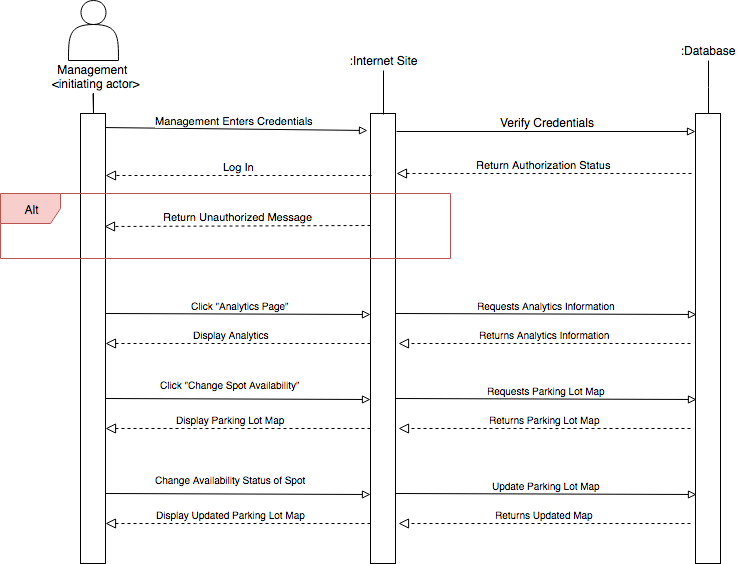 Management
<initiating actor>
:Internet Site
:Database
Management Enters Credentials
Verify Credentials
Log In
Return Authorization Status
Alt
Return Unauthorized Message
Click "Analytics Page"
Requests Analytics Information
Display Analytics
Returns Analytics Information
Click "Change Spot Availability"
Requests Parking Lot Map
Display Parking Lot Map
Returns Parking Lot Map
Change Availability Status of Spot
Update Parking Lot Map
Display Updated Parking Lot Map
Returns Updated Map